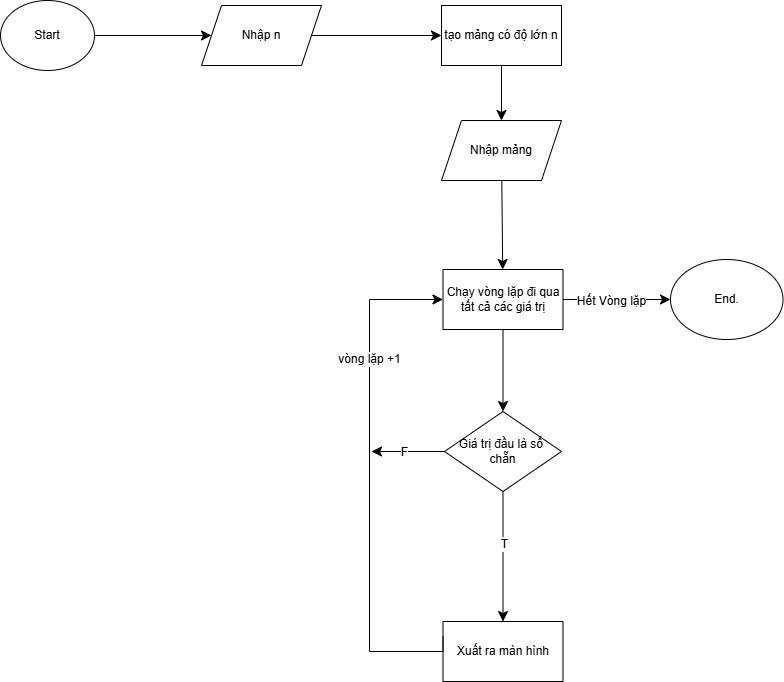 Start
Nhập n
tạo mảng có độ lớn n
Nhập mảng
Chạy vòng lặp đi qua
tất cả các giá trị
Hết Vòng lặp
End.
vòng lặp +1
Giá trị đầu là số
chẵn
F
T
Xuất ra màn hình